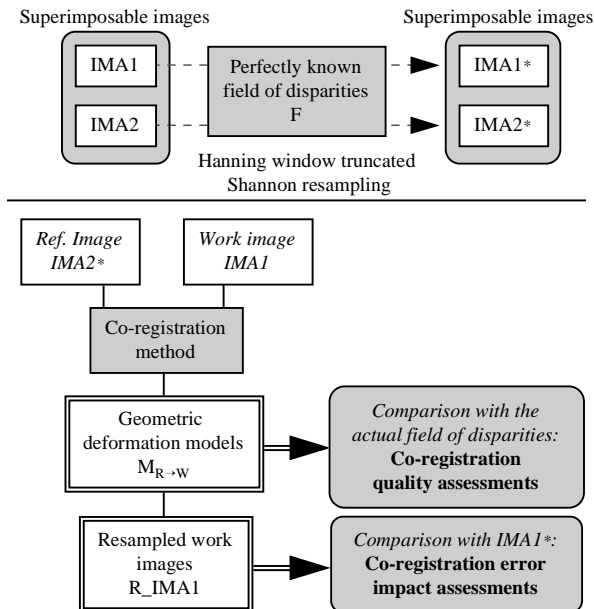 Superimposable images
Superimposable images
IMA1
IMA2
Perfectly known
field of disparities
F
IMA1*
IMA2*
Hanning window truncated
Shannon resampling
Ref. Image
IMA2*
Work image
IMA1
Co-registration
method
Geometric
deformation models
M_{R→W}
Comparison with the
actual field of disparities:
Co-registration
quality assessments
Resampled work
images
R_IMA1
Comparison with IMA1*:
Co-registration error
impact assessments